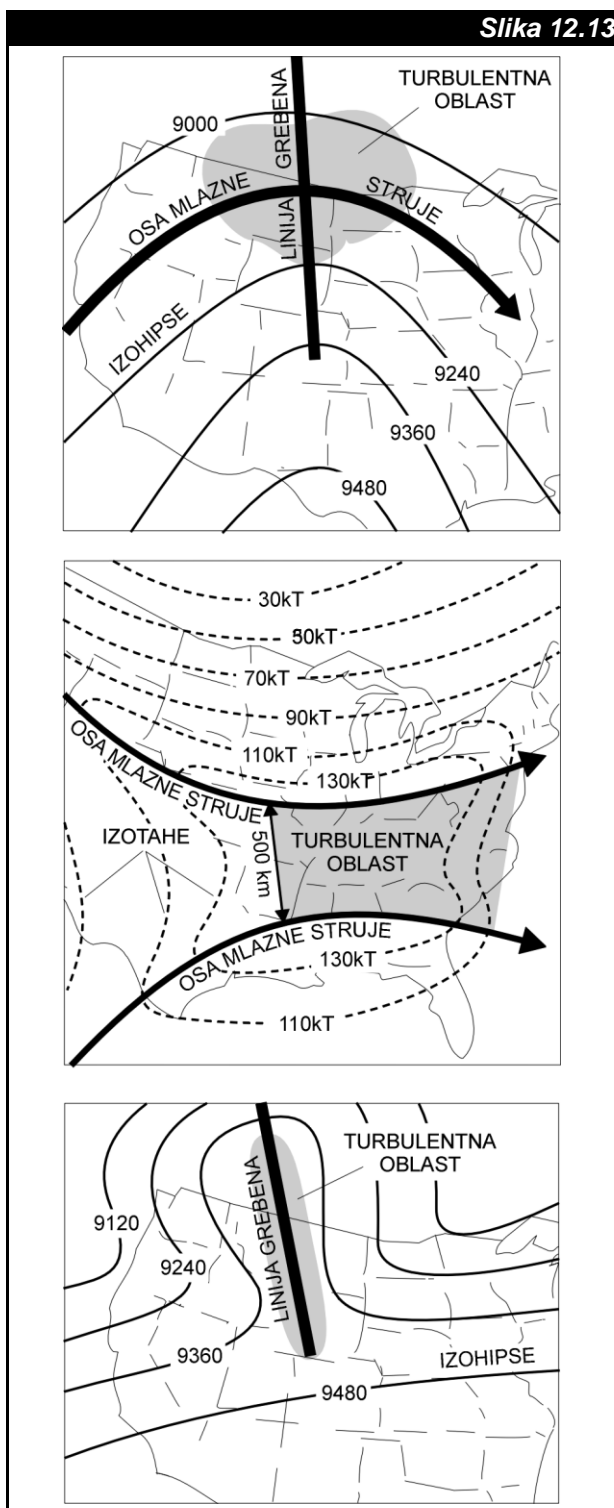 Slika 12.13
TURBULENTNA
OBLAST
9000
LINIJA GREBENA
OSA MLAZNE STRUJE
IZOHIPSE
9240
9360
9480
30kT
50kT
70kT
90kT
110kT
130kT
OSA MLAZNE STRUJE
IZOTAHE
500 km
TURBULENTNA
OBLAST
OSA MLAZNE STRUJE
130kT
110kT
TURBULENTNA
OBLAST
LINIJA GREBENA
9120
9240
9360
IZOHIPSE
9480